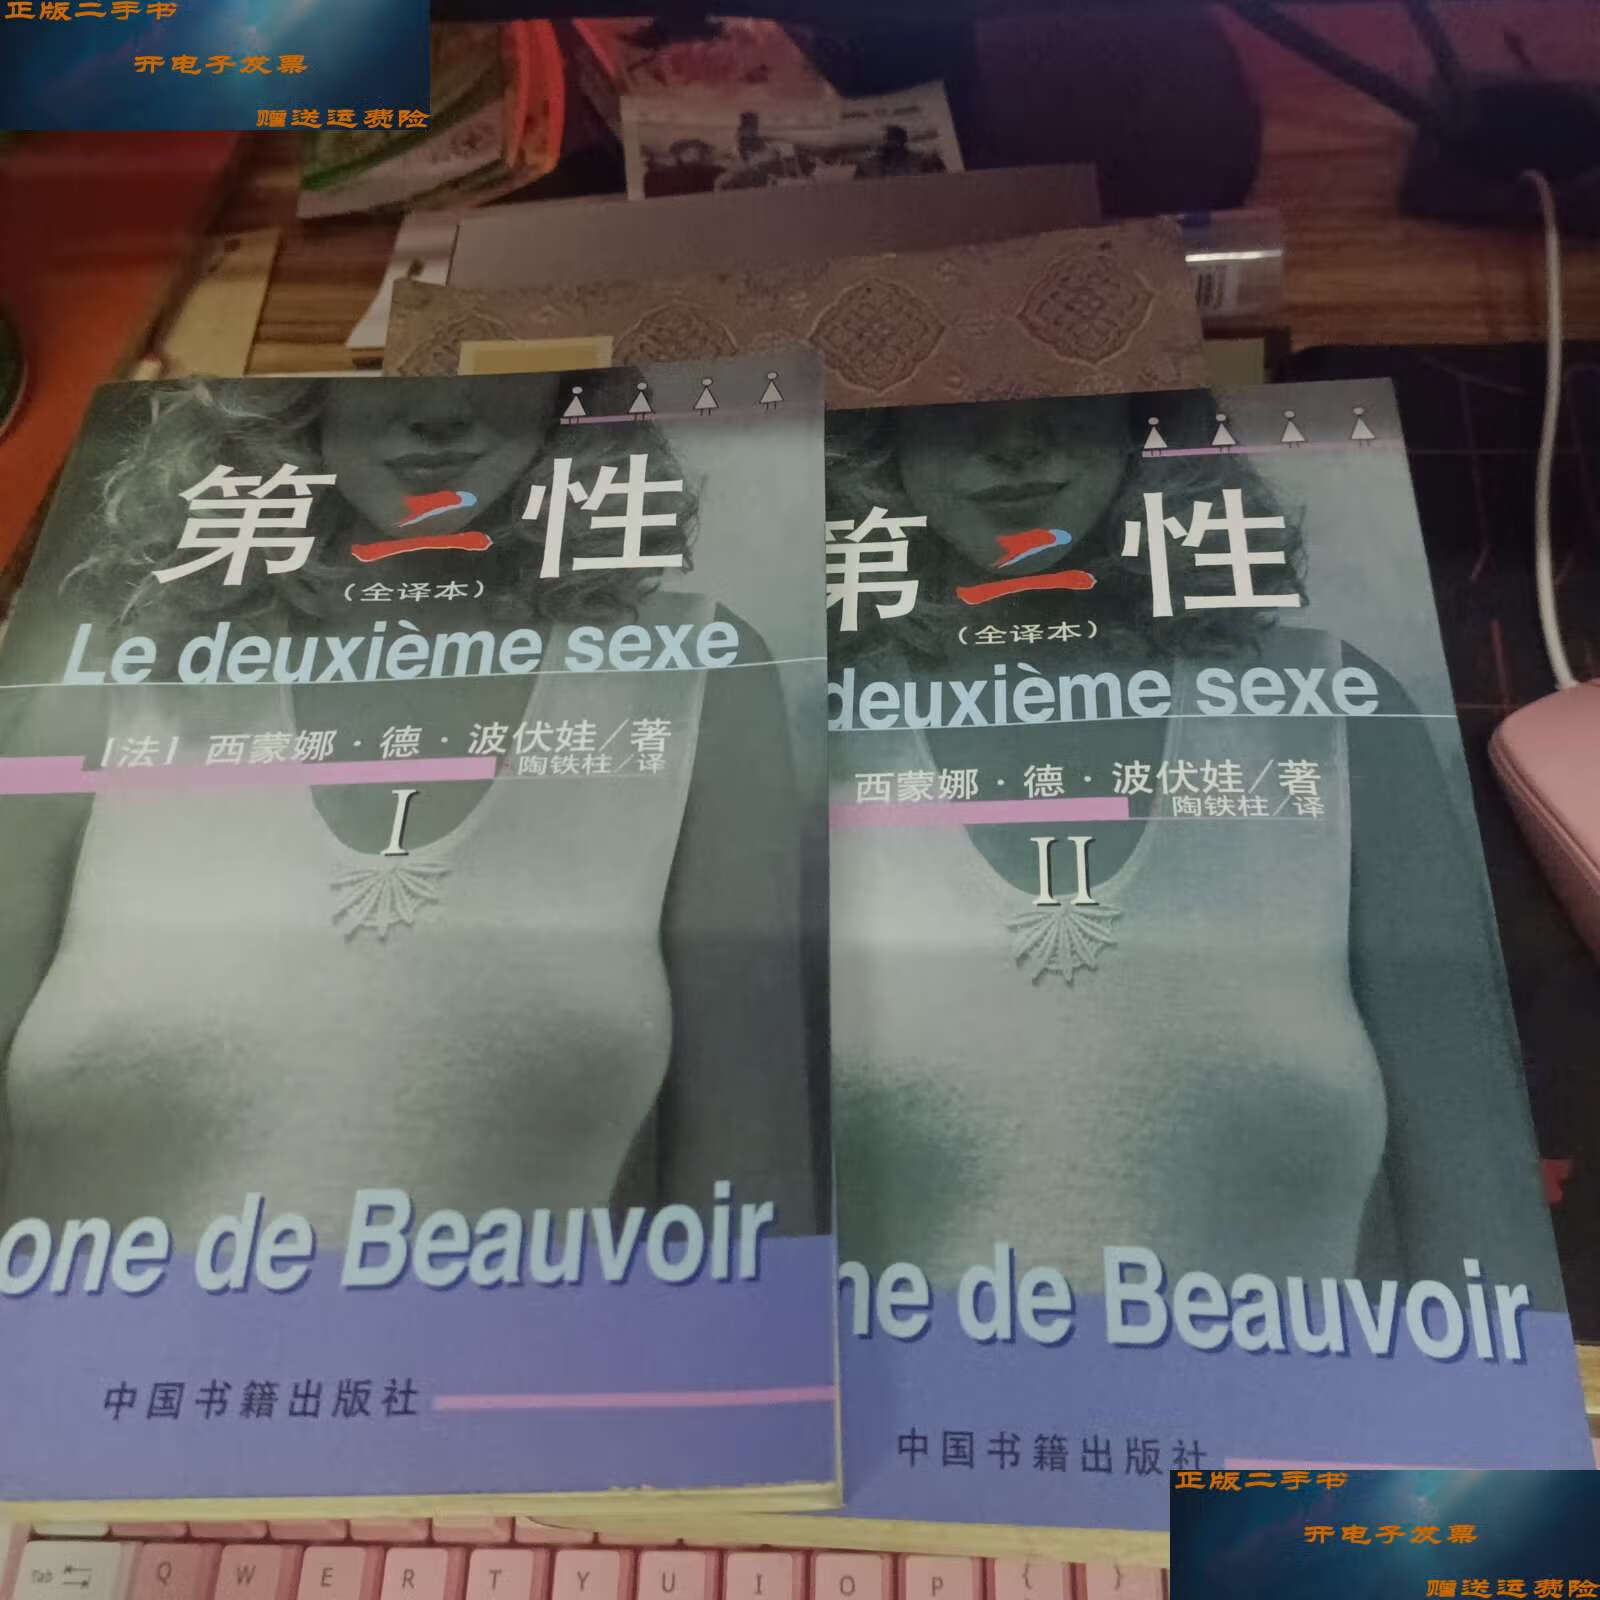 正版二手书
开电子发票
赠送运费险
第二性
(全译本)
Le deuxième sexe
[法] 西蒙娜·德·波伏娃/著
陶铁柱/译
I
one de Beauvoir
中国书籍出版社
第二性
(全译本)
deuxième sexe
西蒙娜·德·波伏娃/著
陶铁柱/译
II
ne de Beauvoir
中国书籍出版社
Tab Q W E R T Y U I O P { }
正版二手书
开电子发票
赠送运费险